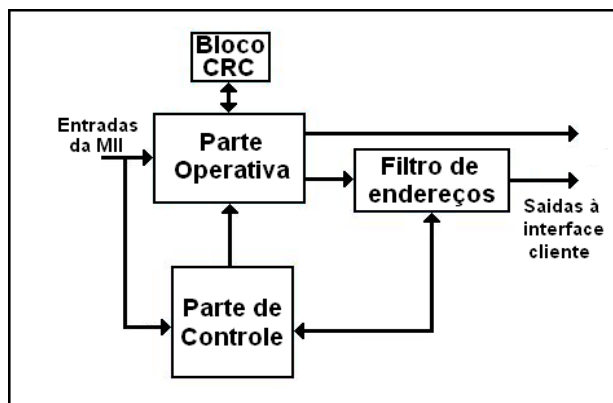 Bloco
CRC
Entradas
da MII
Parte
Operativa
Filtro de
endereços
Saidas à
interface
cliente
Parte de
Controle